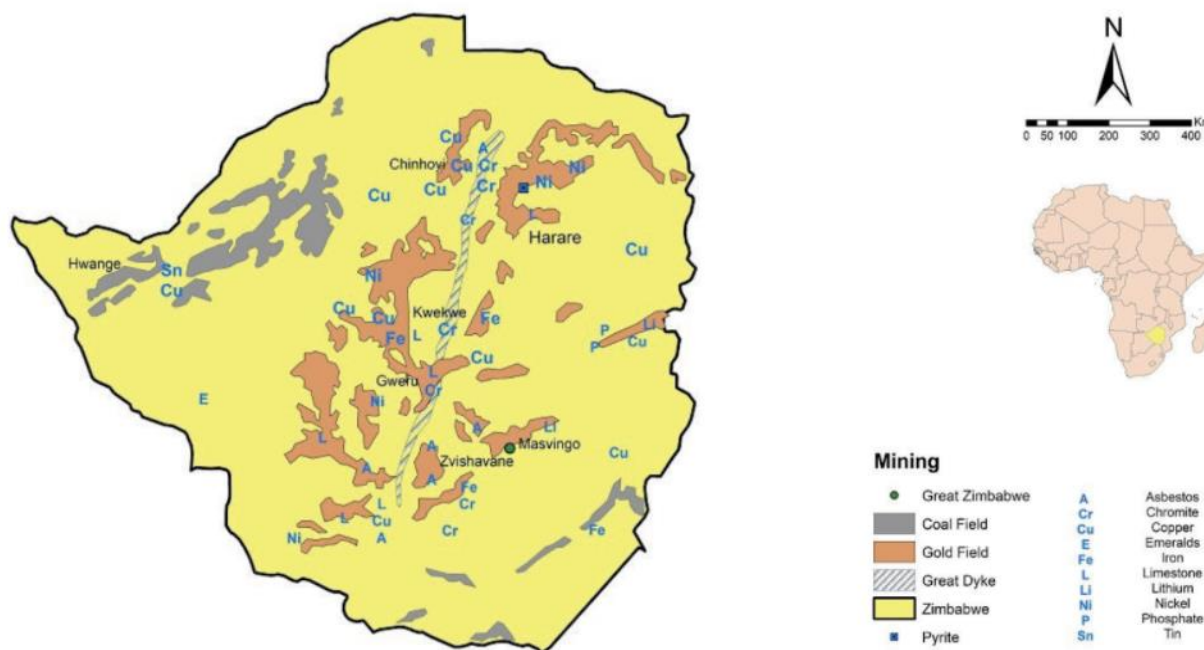 N
0 50 100 200 300 400
Cu
A
Chinhoyi
Cu
Cr
Ni
Ni
Cu
Cu
Cr
Cr
L
Harare
Cu
Hwange
Sn
Cu
Ni
Cu
Cu
Kwekwe
Fe
Fe
L
Cr
P
Li
P
Cu
Cu
L
Gweru
Cr
E
Ni
A
Li
L
A
Masvingo
Zvishavane
Cu
A
A
Fe
L
Cr
L
Cu
Ni
A
Cr
Fe
Mining
Great Zimbabwe
Coal Field
Gold Field
Great Dyke
Zimbabwe
Pyrite
A Asbestos
Cr Chromite
Cu Copper
E Emeralds
Fe Iron
L Limestone
Li Lithium
Ni Nickel
P Phosphate
Sn Tin